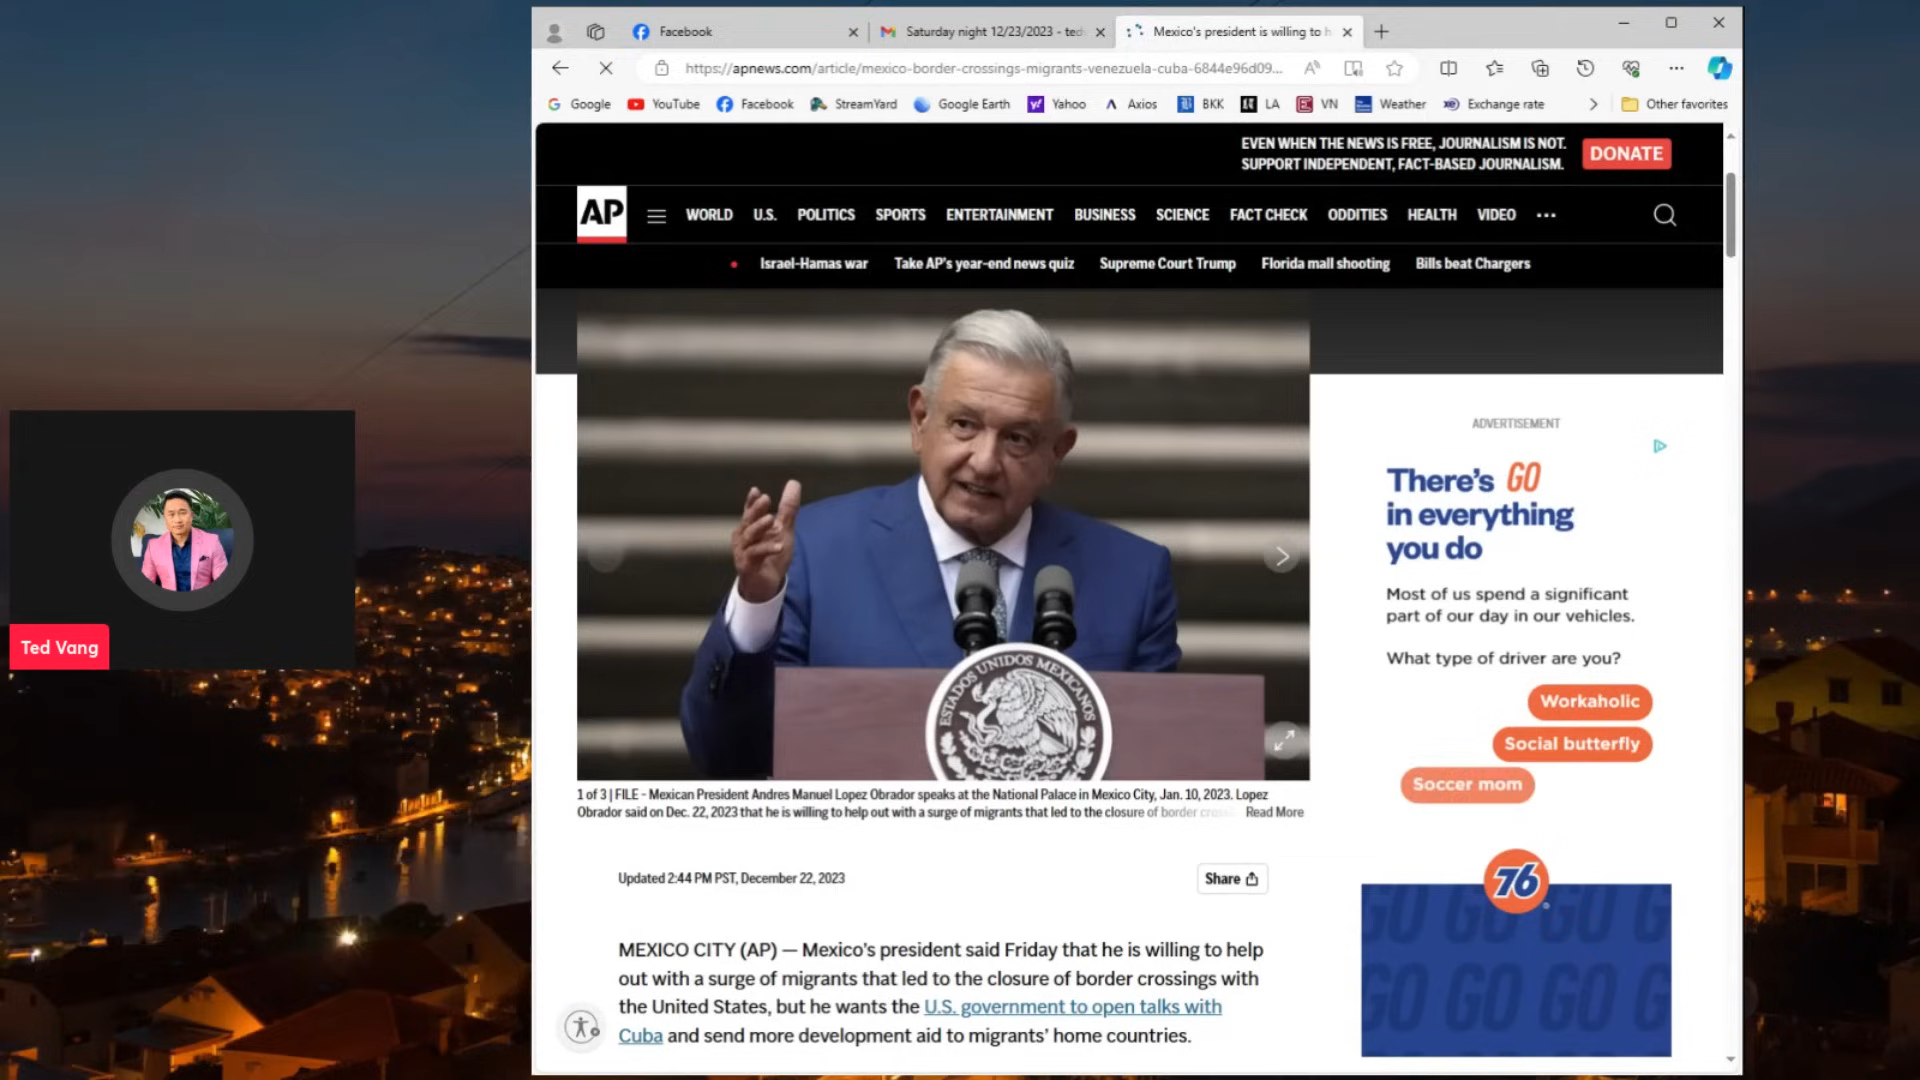 Facebook
Saturday night 12/23/2023 - ted
Mexico's president is willing to h
https://apnews.com/article/mexico-border-crossings-migrants-venezuela-cuba-6844e96d09...
Google YouTube Facebook StreamYard Google Earth Yahoo Axios BKK LA VN Weather Exchange rate Other favorites
EVEN WHEN THE NEWS IS FREE, JOURNALISM IS NOT.
SUPPORT INDEPENDENT, FACT-BASED JOURNALISM.
DONATE
AP
WORLD U.S. POLITICS SPORTS ENTERTAINMENT BUSINESS SCIENCE FACT CHECK ODDITIES HEALTH VIDEO
Israel-Hamas war Take AP's year-end news quiz Supreme Court Trump Florida mall shooting Bills beat Chargers
ESTADOS UNIDOS MEXICANOS
1 of 3 | FILE - Mexican President Andres Manuel Lopez Obrador speaks at the National Palace in Mexico City, Jan. 10, 2023. Lopez
Obrador said on Dec. 22, 2023 that he is willing to help out with a surge of migrants that led to the closure of border Read More
Updated 2:44 PM PST, December 22, 2023
Share
MEXICO CITY (AP) — Mexico's president said Friday that he is willing to help
out with a surge of migrants that led to the closure of border crossings with
the United States, but he wants the U.S. government to open talks with
Cuba and send more development aid to migrants' home countries.
ADVERTISEMENT
There's GO
in everything
you do
Most of us spend a significant
part of our day in our vehicles.
What type of driver are you?
Workaholic
Social butterfly
Soccer mom
76
GO GO GO G
GO GO GO G
Ted Vang